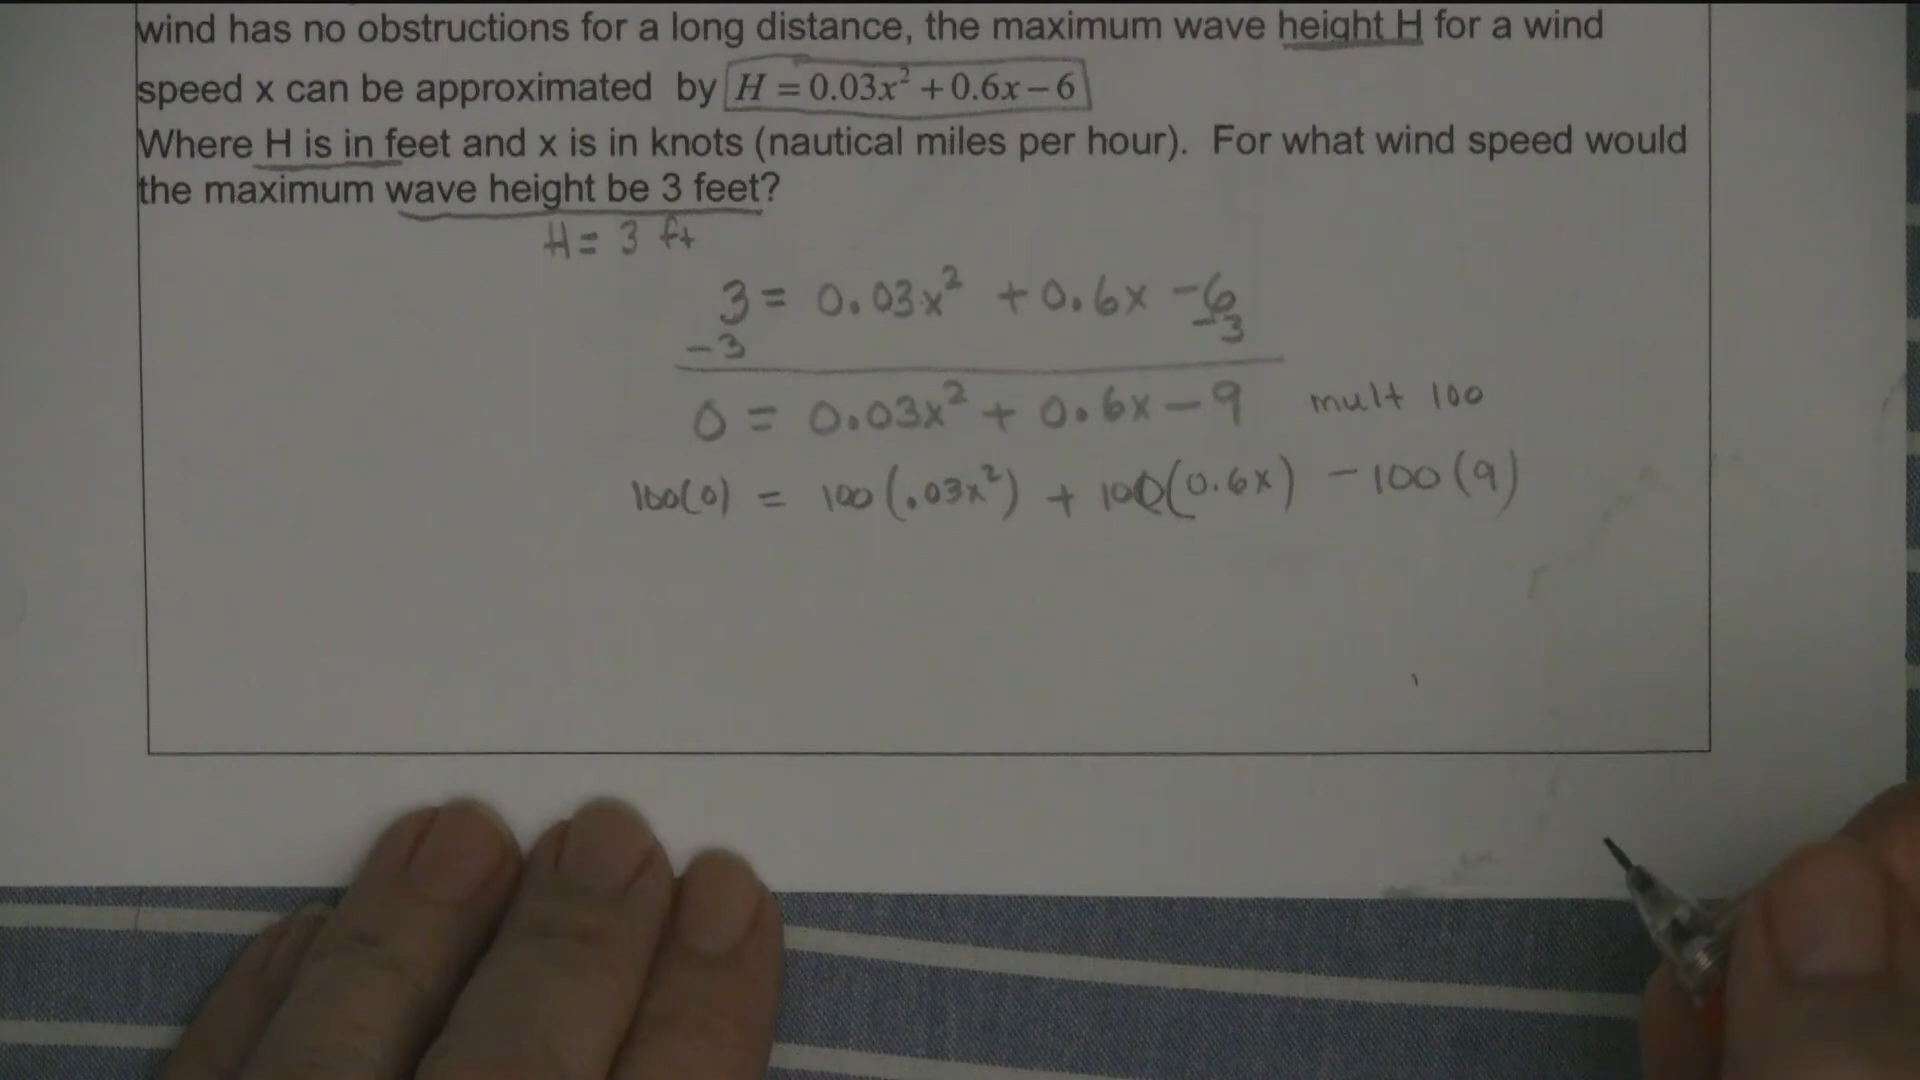 wind has no obstructions for a long distance, the maximum wave height H for a wind
speed x can be approximated by H = 0.03x² + 0.6x − 6
Where H is in feet and x is in knots (nautical miles per hour). For what wind speed would
the maximum wave height be 3 feet?
H = 3 ft
3 = 0.03x² + 0.6x − 6
−3 −3
0 = 0.03x² + 0.6x − 9 mult 100
100(0) = 100(.03x²) + 100(0.6x) − 100(9)